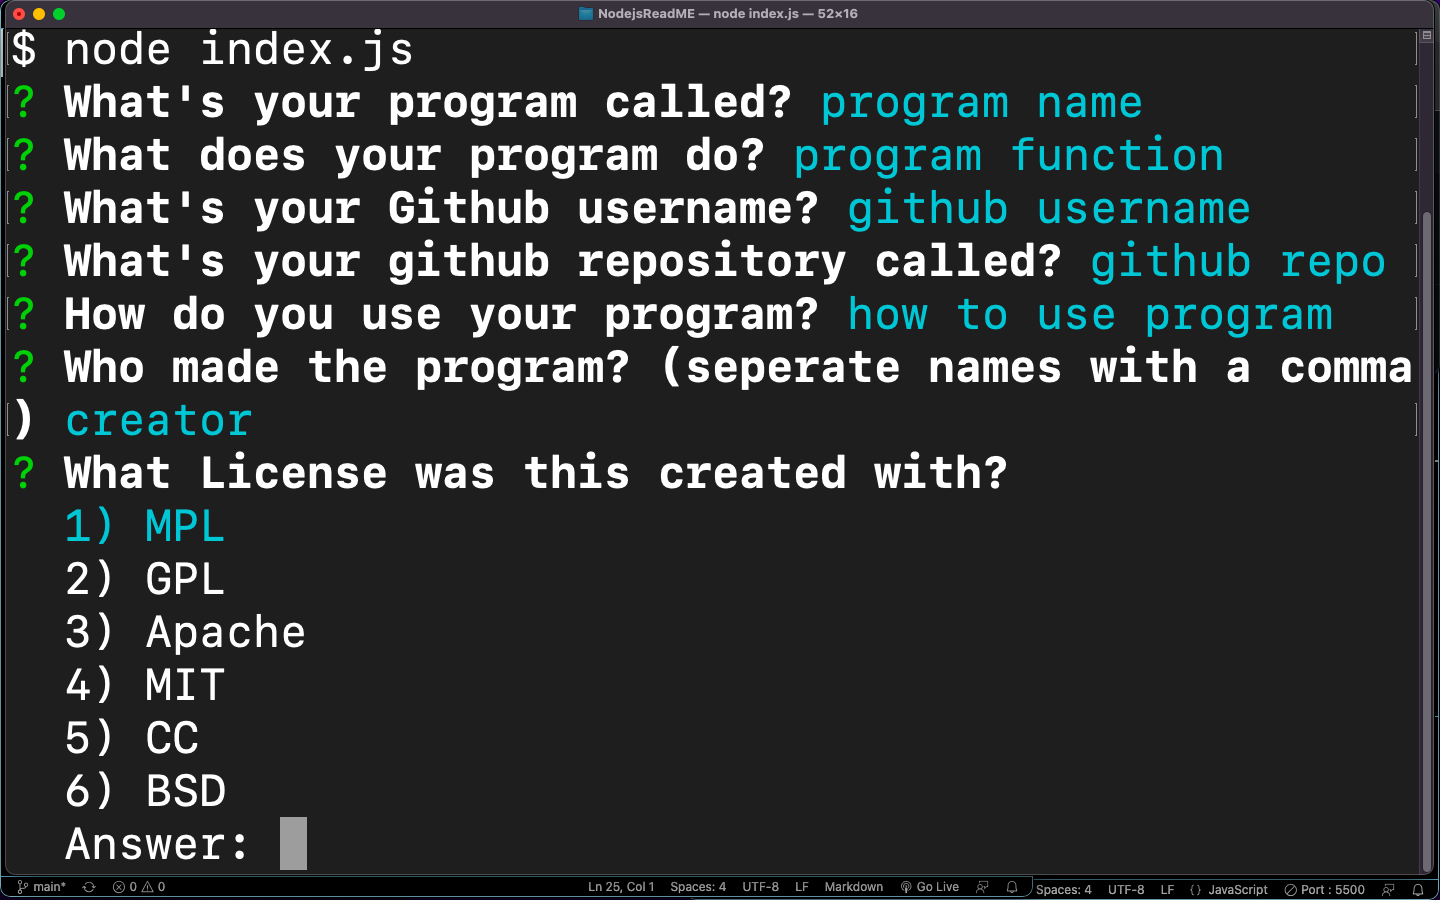 NodejsReadME — node index.js — 52×16
$ node index.js
? What's your program called? program name
? What does your program do? program function
? What's your Github username? github username
? What's your github repository called? github repo
? How do you use your program? how to use program
? Who made the program? (seperate names with a comma
) creator
? What License was this created with?
1) MPL
2) GPL
3) Apache
4) MIT
5) CC
6) BSD
Answer:
main* 0 0 Ln 25, Col 1 Spaces: 4 UTF-8 LF Markdown Go Live Spaces: 4 UTF-8 LF {} JavaScript Port : 5500